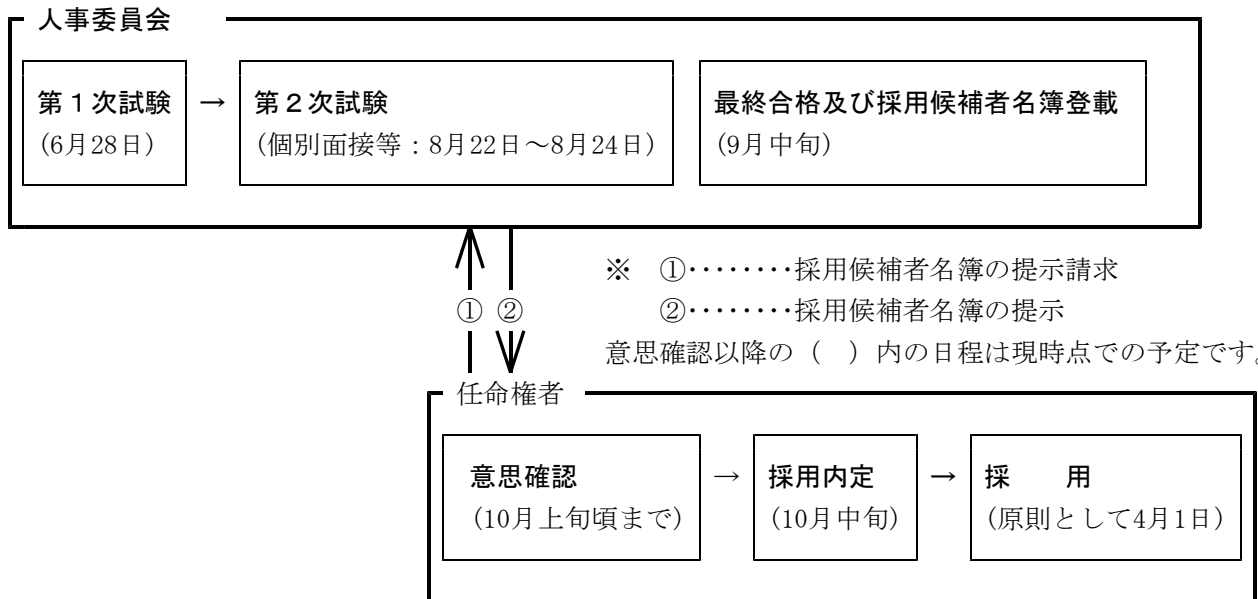 人事委員会
第1次試験 → 第2次試験 最終合格及び採用候補者名簿登載
(6月28日) (個別面接等：8月22日～8月24日) (9月中旬)
※ ①‥‥‥‥採用候補者名簿の提示請求
① ② ②‥‥‥‥採用候補者名簿の提示
意思確認以降の（ ）内の日程は現時点での予定です。
任命権者
意思確認 → 採用内定 → 採 用
(10月上旬頃まで) (10月中旬) (原則として4月1日)